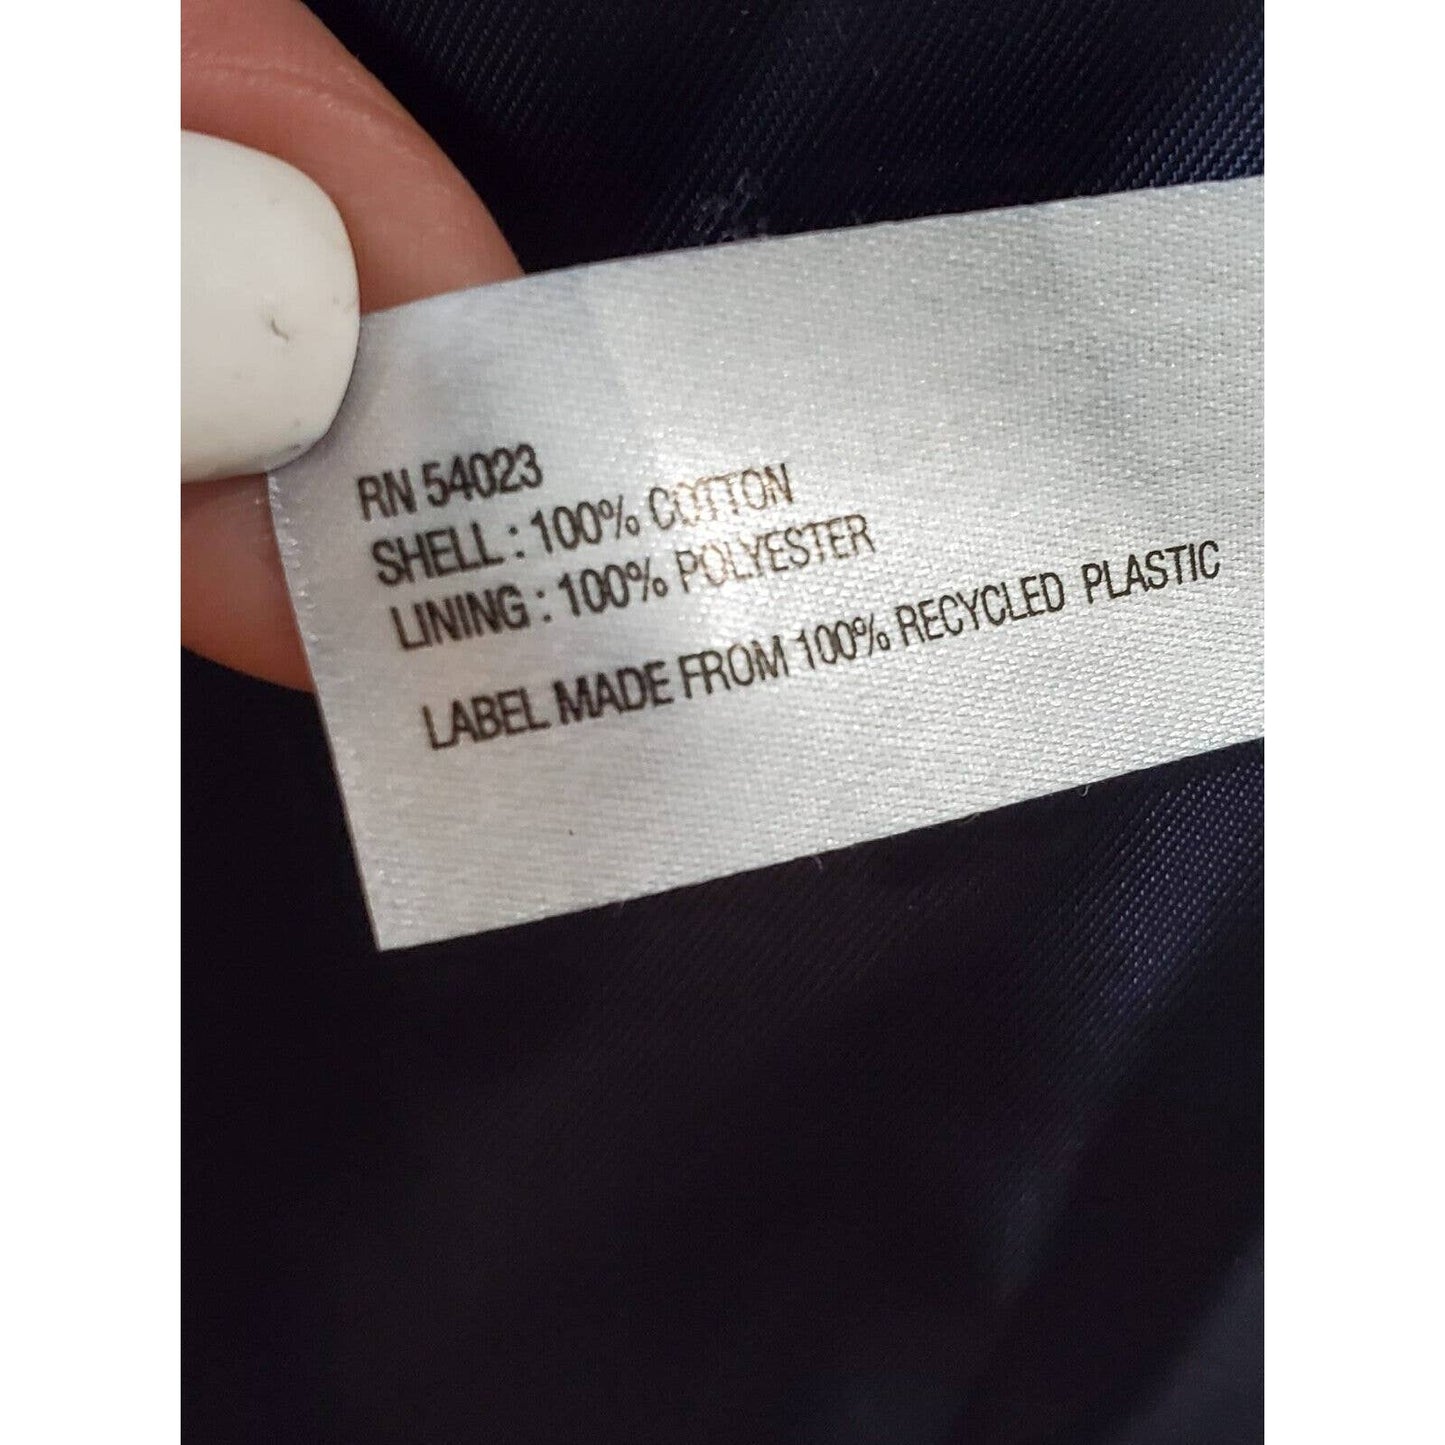 RN 54023
SHELL : 100% COTTON
LINING : 100% POLYESTER
LABEL MADE FROM 100% RECYCLED PLASTIC